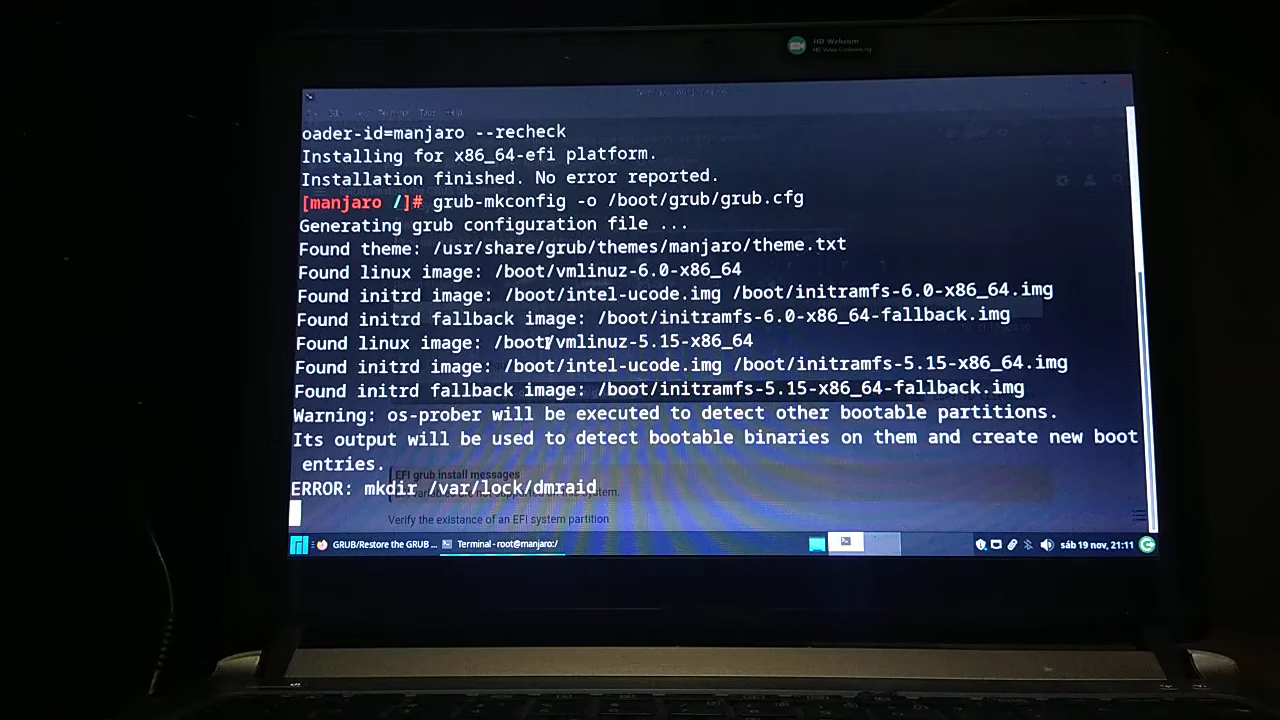 HD Webcam
oader-id=manjaro --recheck
Installing for x86_64-efi platform.
Installation finished. No error reported.
[manjaro /]# grub-mkconfig -o /boot/grub/grub.cfg
Generating grub configuration file ...
Found theme: /usr/share/grub/themes/manjaro/theme.txt
Found linux image: /boot/vmlinuz-6.0-x86_64
Found initrd image: /boot/intel-ucode.img /boot/initramfs-6.0-x86_64.img
Found initrd fallback image: /boot/initramfs-6.0-x86_64-fallback.img
Found linux image: /boot/vmlinuz-5.15-x86_64
Found initrd image: /boot/intel-ucode.img /boot/initramfs-5.15-x86_64.img
Found initrd fallback image: /boot/initramfs-5.15-x86_64-fallback.img
Warning: os-prober will be executed to detect other bootable partitions.
Its output will be used to detect bootable binaries on them and create new boot
entries.
EFI grub install messages
ERROR: mkdir /var/lock/dmraid
Verify the existance of an EFI system partition
GRUB/Restore the GRUB ... Terminal - root@manjaro:/ sáb 19 nov, 21:11